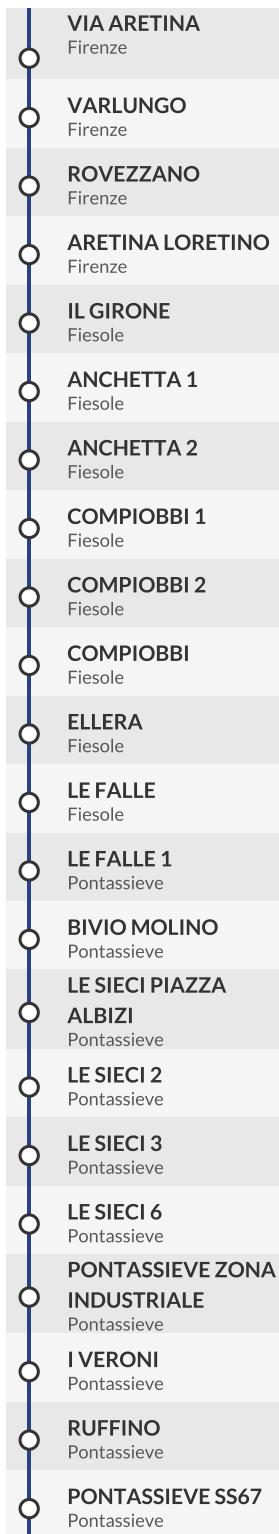 VIA ARETINA
Firenze
VARLUNGO
Firenze
ROVEZZANO
Firenze
ARETINA LORETINO
Firenze
IL GIRONE
Fiesole
ANCHETTA 1
Fiesole
ANCHETTA 2
Fiesole
COMPIOBBI 1
Fiesole
COMPIOBBI 2
Fiesole
COMPIOBBI
Fiesole
ELLERA
Fiesole
LE FALLE
Fiesole
LE FALLE 1
Pontassieve
BIVIO MOLINO
Pontassieve
LE SIECI PIAZZA
ALBIZI
Pontassieve
LE SIECI 2
Pontassieve
LE SIECI 3
Pontassieve
LE SIECI 6
Pontassieve
PONTASSIEVE ZONA
INDUSTRIALE
Pontassieve
I VERONI
Pontassieve
RUFFINO
Pontassieve
PONTASSIEVE SS67
Pontassieve